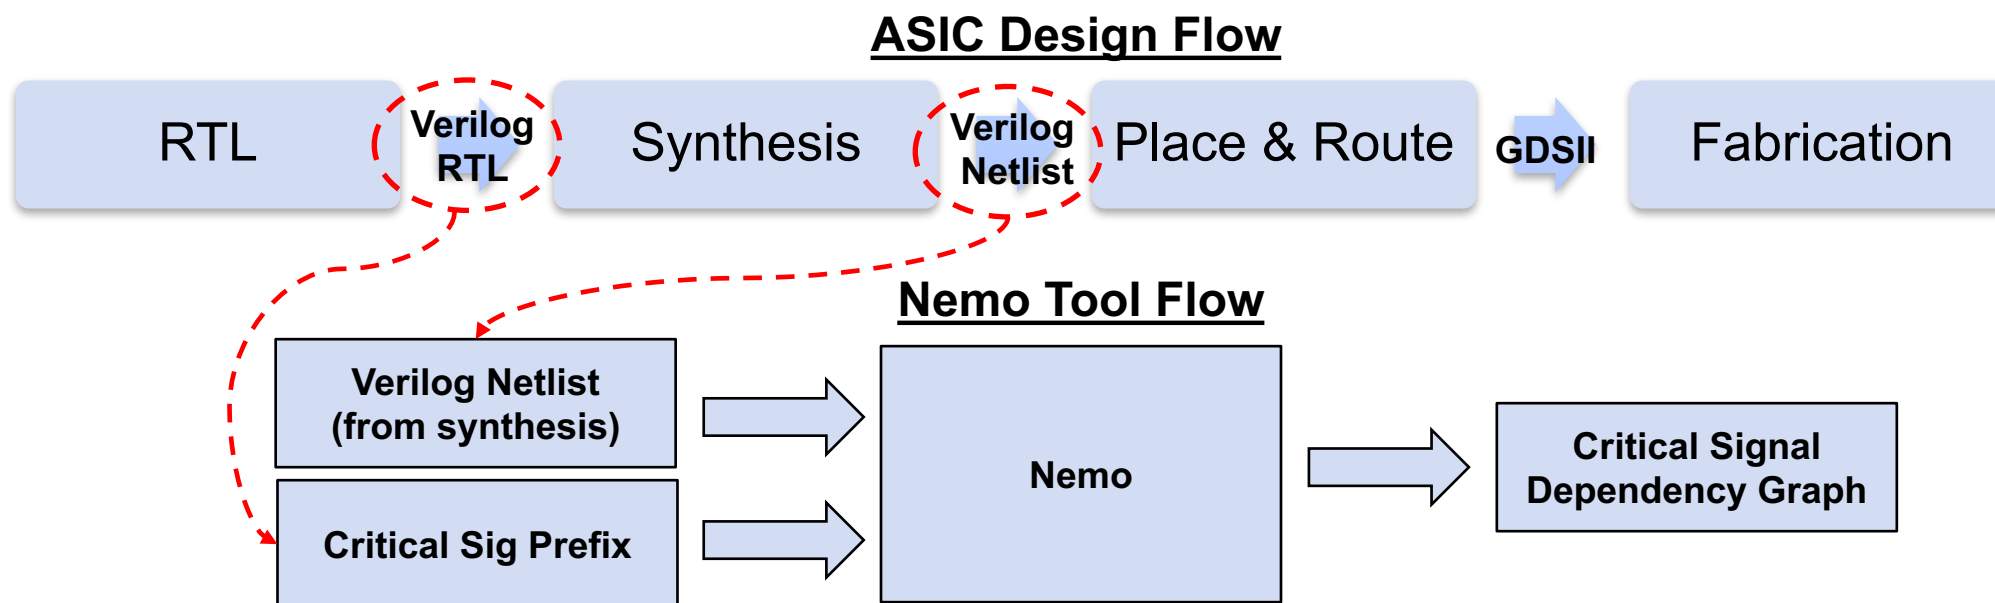 ASIC Design Flow
RTL
Verilog
RTL
Synthesis
Verilog
Netlist
Place & Route
GDSII
Fabrication
Nemo Tool Flow
Verilog Netlist
(from synthesis)
Critical Sig Prefix
Nemo
Critical Signal
Dependency Graph